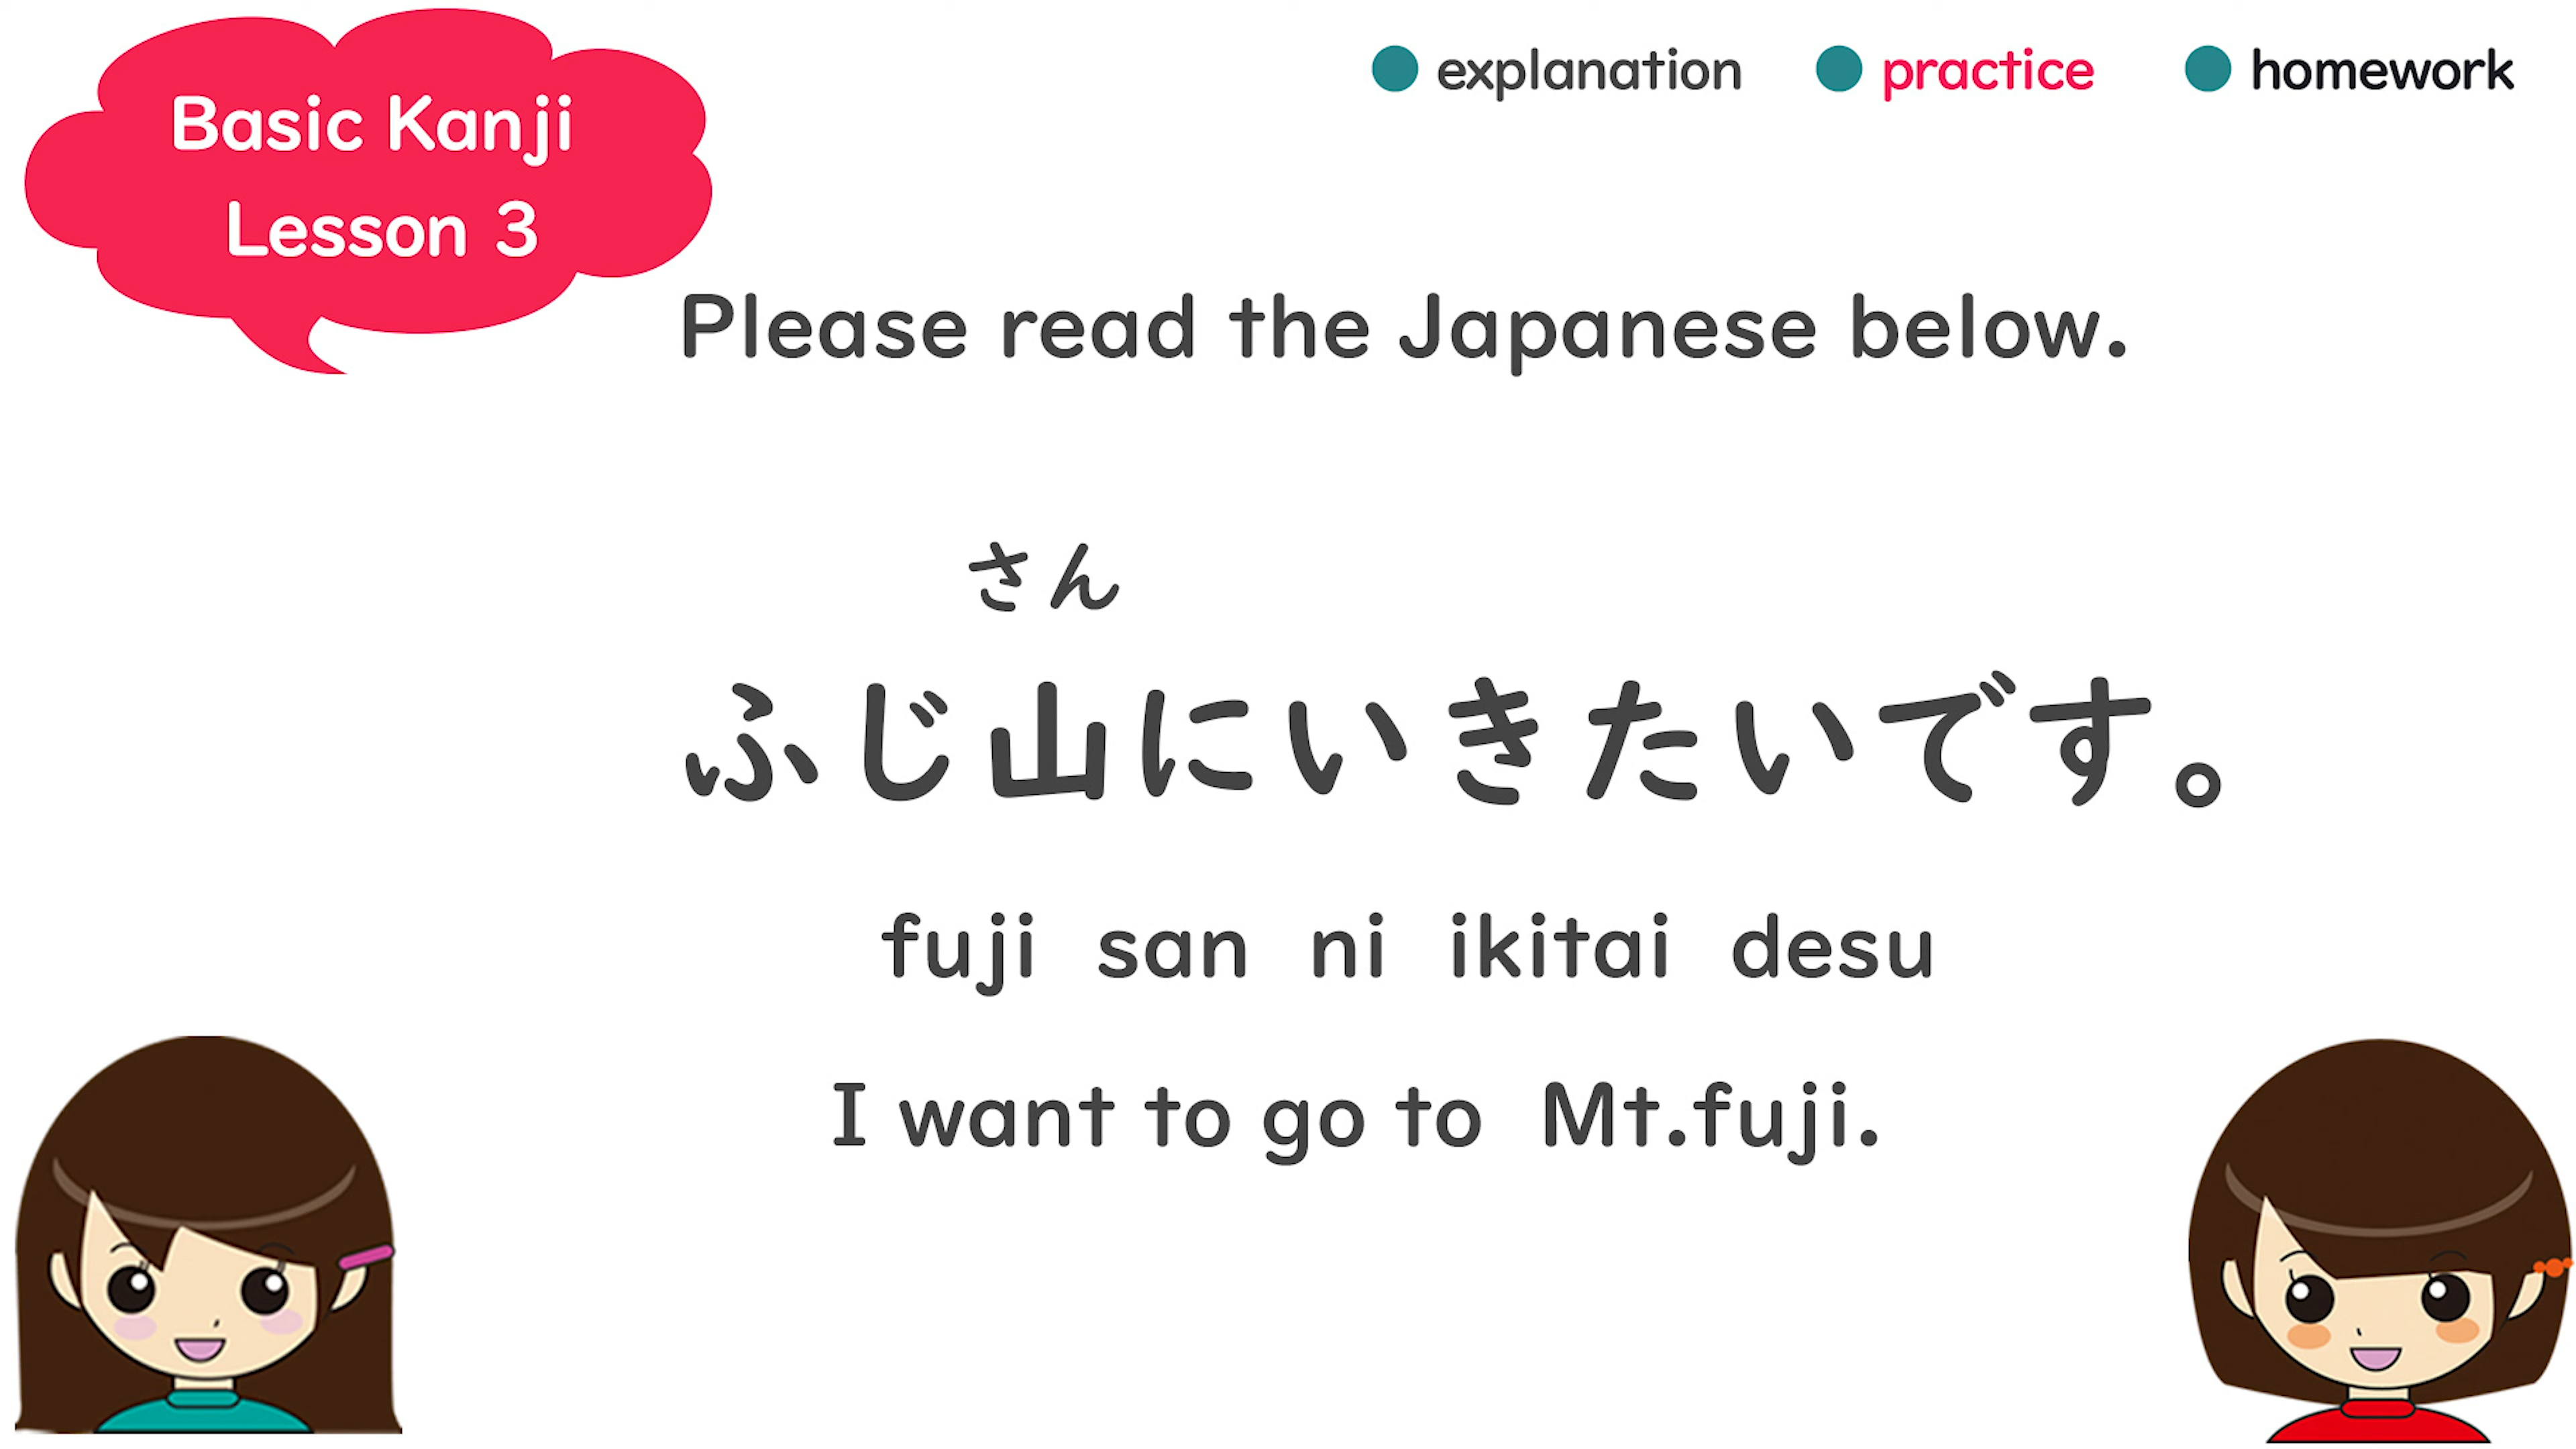 Basic Kanji
Lesson 3
explanation practice homework
Please read the Japanese below.
さん
ふじ山にいきたいです。
fuji san ni ikitai desu
I want to go to Mt.fuji.